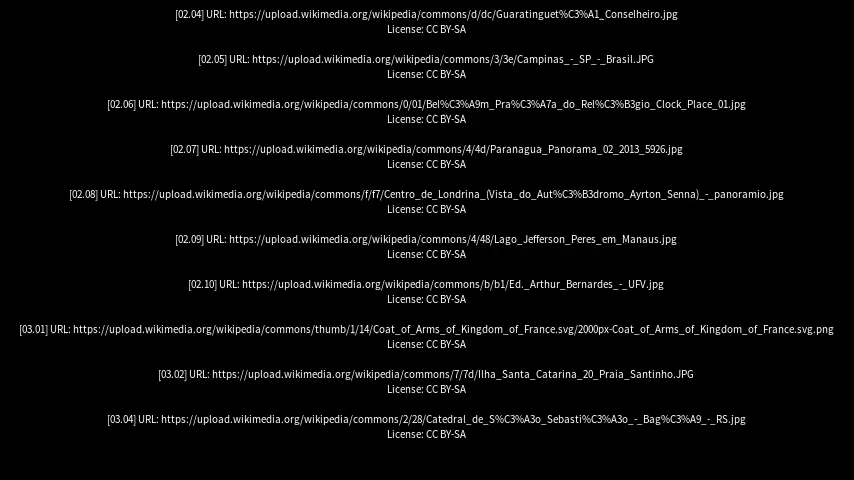 [02.04] URL: https://upload.wikimedia.org/wikipedia/commons/d/dc/Guaratinguet%C3%A1_Conselheiro.jpg
License: CC BY-SA
[02.05] URL: https://upload.wikimedia.org/wikipedia/commons/3/3e/Campinas_-_SP_-_Brasil.JPG
License: CC BY-SA
[02.06] URL: https://upload.wikimedia.org/wikipedia/commons/0/01/Bel%C3%A9m_Pra%C3%A7a_do_Rel%C3%B3gio_Clock_Place_01.jpg
License: CC BY-SA
[02.07] URL: https://upload.wikimedia.org/wikipedia/commons/4/4d/Paranagua_Panorama_02_2013_5926.jpg
License: CC BY-SA
[02.08] URL: https://upload.wikimedia.org/wikipedia/commons/f/f7/Centro_de_Londrina_(Vista_do_Aut%C3%B3dromo_Ayrton_Senna)_-_panoramio.jpg
License: CC BY-SA
[02.09] URL: https://upload.wikimedia.org/wikipedia/commons/4/48/Lago_Jefferson_Peres_em_Manaus.jpg
License: CC BY-SA
[02.10] URL: https://upload.wikimedia.org/wikipedia/commons/b/b1/Ed._Arthur_Bernardes_-_UFV.jpg
License: CC BY-SA
[03.01] URL: https://upload.wikimedia.org/wikipedia/commons/thumb/1/14/Coat_of_Arms_of_Kingdom_of_France.svg/2000px-Coat_of_Arms_of_Kingdom_of_France.svg.png
License: CC BY-SA
[03.02] URL: https://upload.wikimedia.org/wikipedia/commons/7/7d/Ilha_Santa_Catarina_20_Praia_Santinho.JPG
License: CC BY-SA
[03.04] URL: https://upload.wikimedia.org/wikipedia/commons/2/28/Catedral_de_S%C3%A3o_Sebasti%C3%A3o_-_Bag%C3%A9_-_RS.jpg
License: CC BY-SA